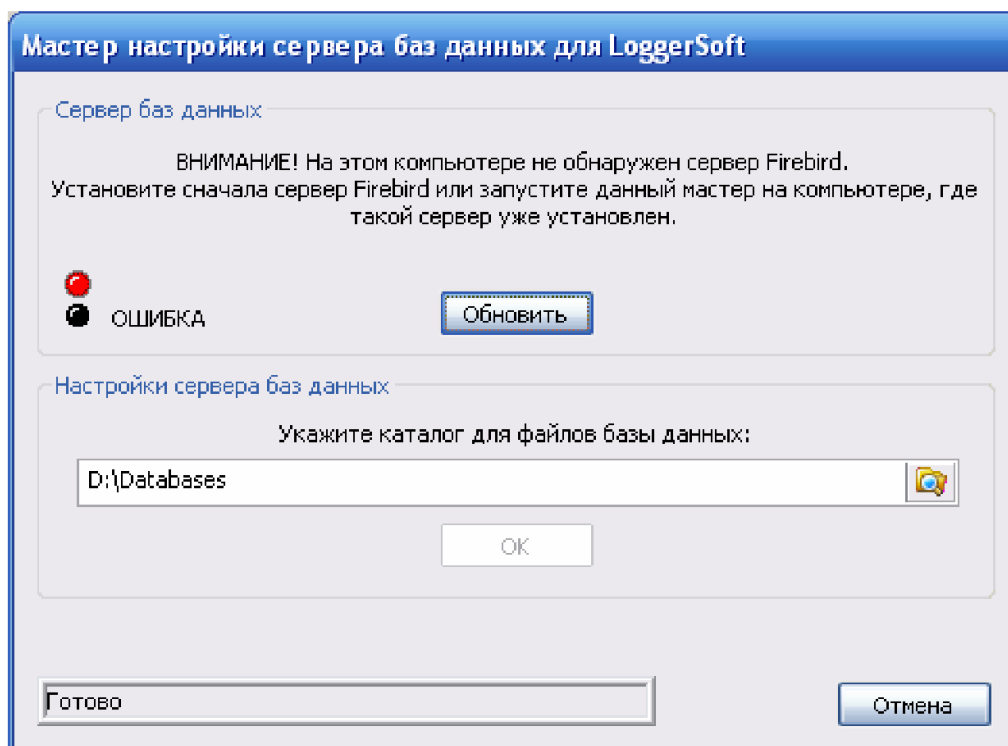 Мастер настройки сервера баз данных для LoggerSoft
Сервер баз данных
ВНИМАНИЕ! На этом компьютере не обнаружен сервер Firebird.
Установите сначала сервер Firebird или запустите данный мастер на компьютере, где
такой сервер уже установлен.
ОШИБКА
Обновить
Настройки сервера баз данных
Укажите каталог для файлов базы данных:
D:\Databases
ОК
Готово
Отмена